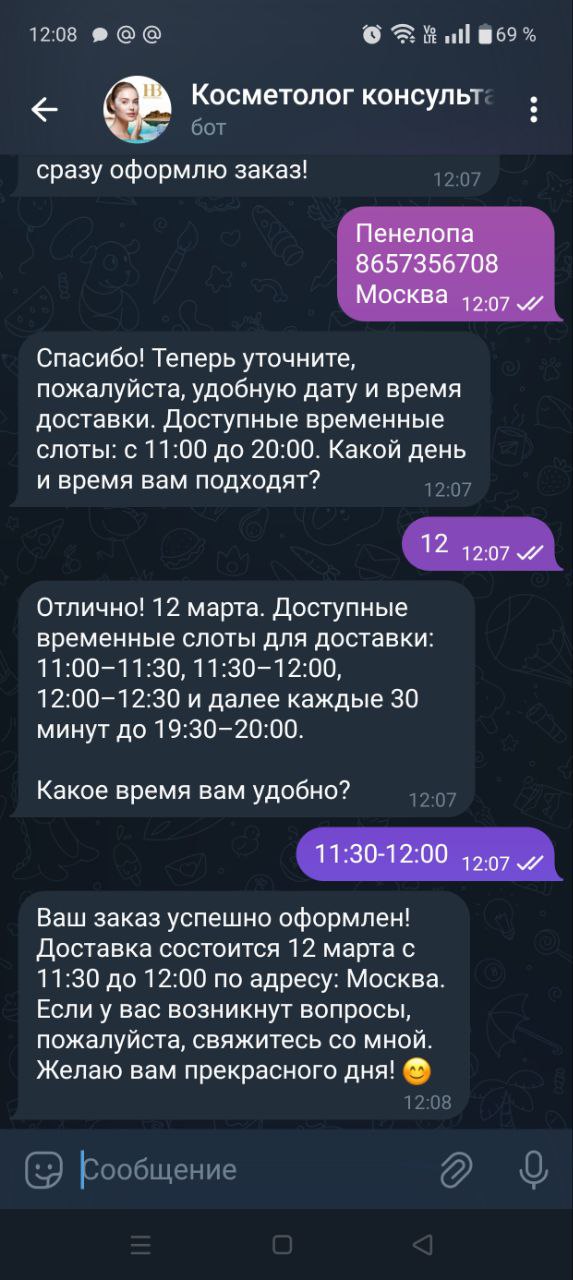 12:08
69 %
Косметолог консульта
бот
сразу оформлю заказ!
12:07
Пенелопа
8657356708
Москва 12:07
Спасибо! Теперь уточните,
пожалуйста, удобную дату и время
доставки. Доступные временные
слоты: с 11:00 до 20:00. Какой день
и время вам подходят?
12:07
12 12:07
Отлично! 12 марта. Доступные
временные слоты для доставки:
11:00–11:30, 11:30–12:00,
12:00–12:30 и далее каждые 30
минут до 19:30–20:00.
Какое время вам удобно?
12:07
11:30-12:00 12:07
Ваш заказ успешно оформлен!
Доставка состоится 12 марта с
11:30 до 12:00 по адресу: Москва.
Если у вас возникнут вопросы,
пожалуйста, свяжитесь со мной.
Желаю вам прекрасного дня! 😊
12:08
Сообщение